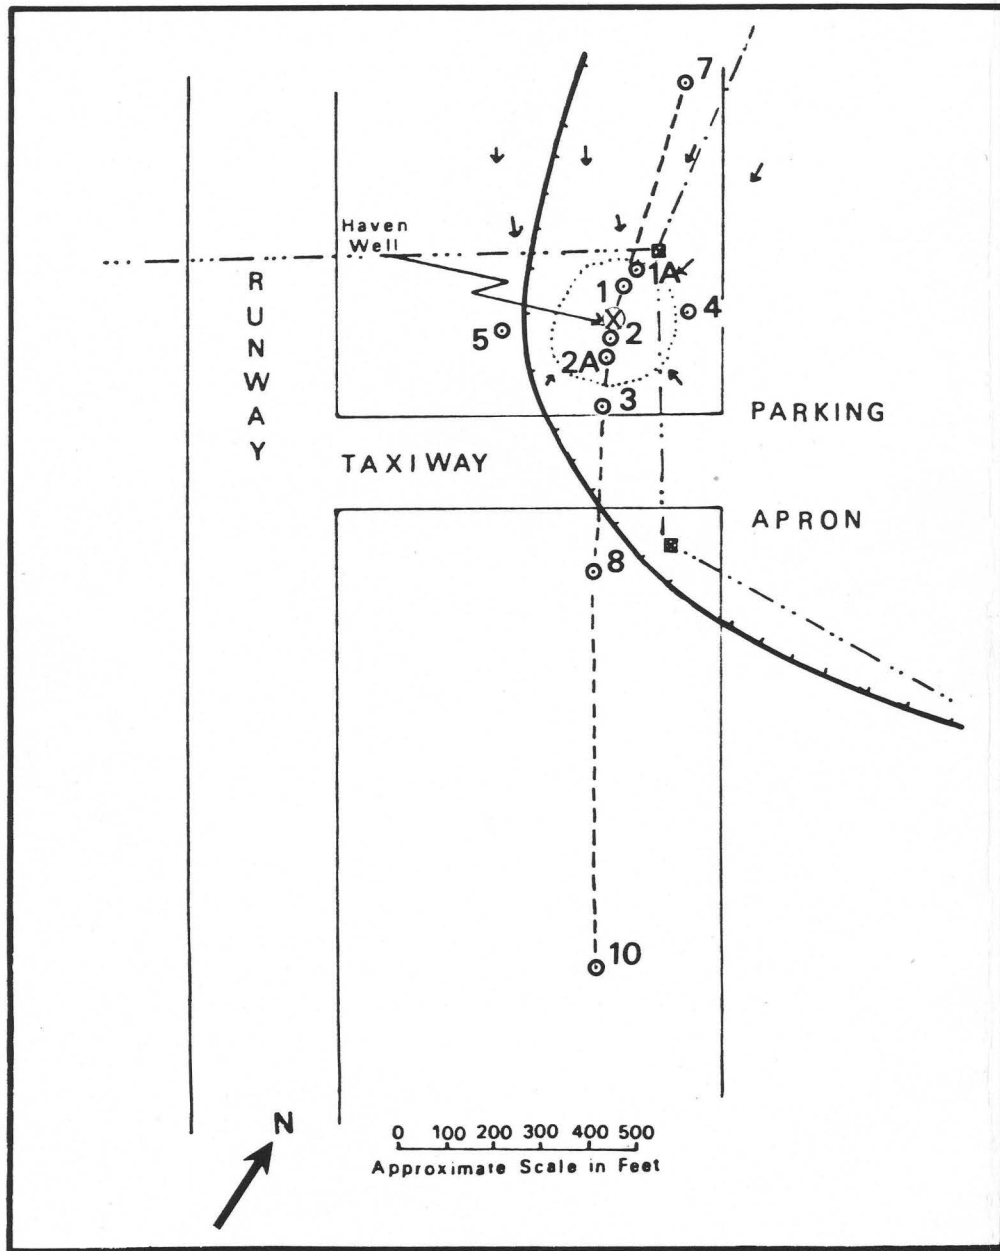 7
Haven
Well
1A
1
4
5
2
2A
3
RUNWAY
PARKING
TAXIWAY
APRON
8
10
N
0 100 200 300 400 500
Approximate Scale in Feet